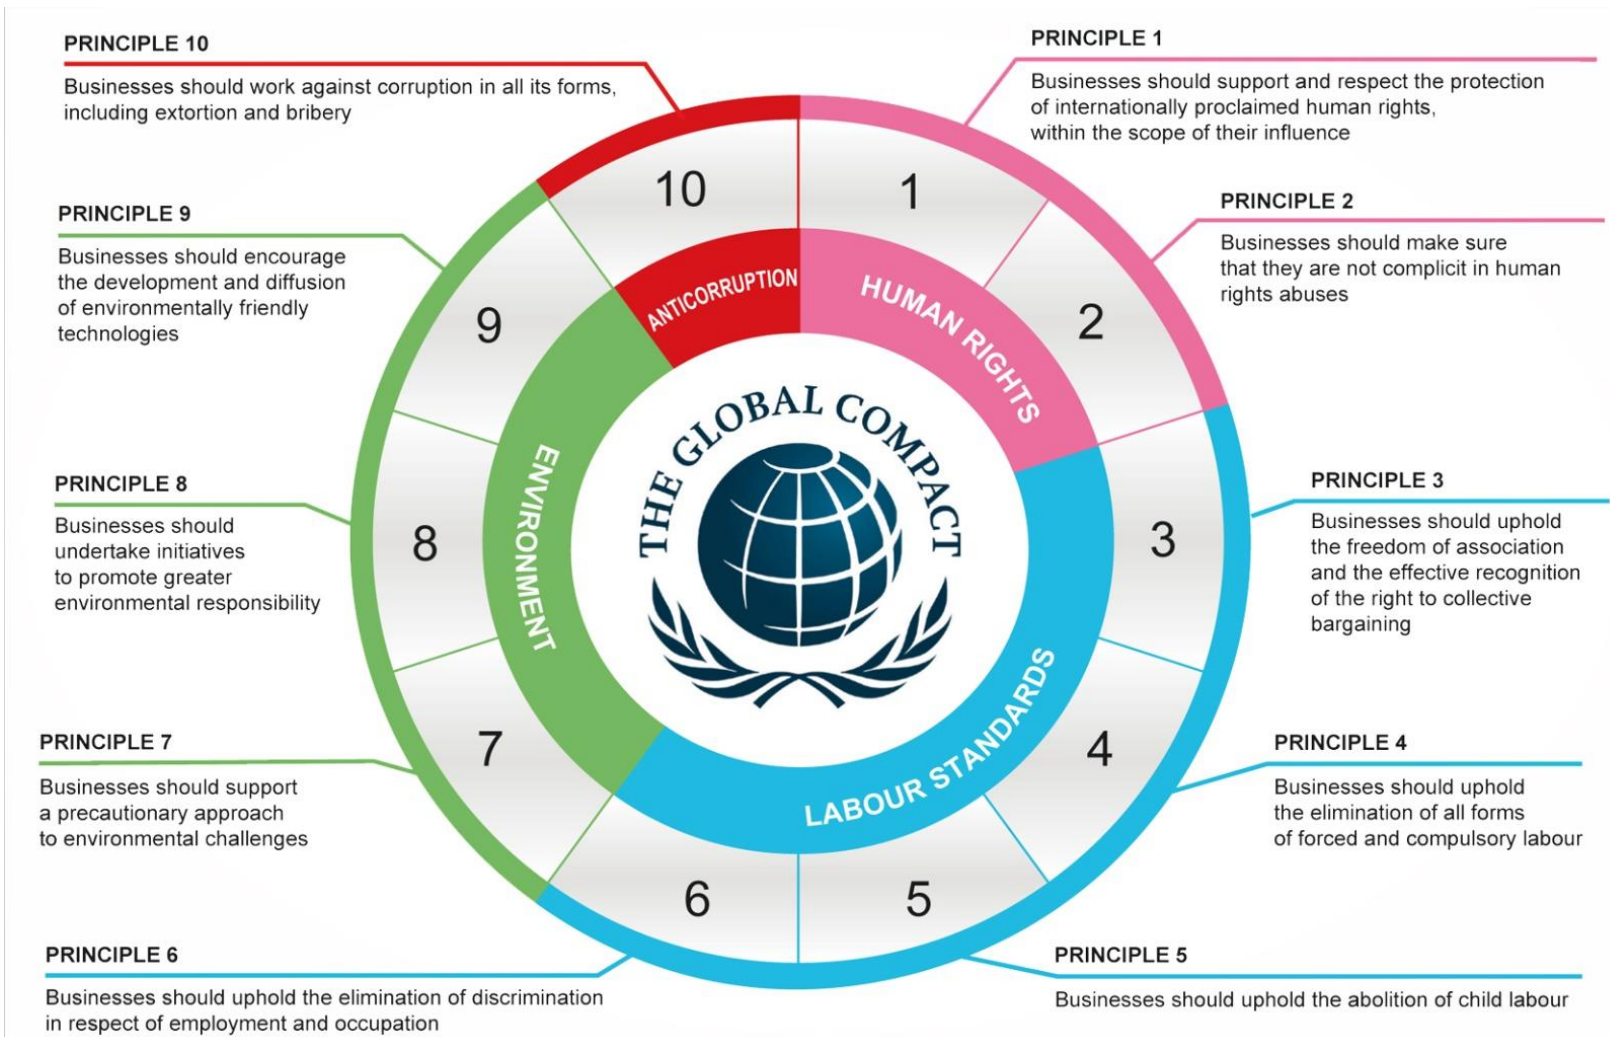 PRINCIPLE 10
Businesses should work against corruption in all its forms,
including extortion and bribery
PRINCIPLE 1
Businesses should support and respect the protection
of internationally proclaimed human rights,
within the scope of their influence
PRINCIPLE 9
Businesses should encourage
the development and diffusion
of environmentally friendly
technologies
PRINCIPLE 2
Businesses should make sure
that they are not complicit in human
rights abuses
PRINCIPLE 8
Businesses should
undertake initiatives
to promote greater
environmental responsibility
PRINCIPLE 3
Businesses should uphold
the freedom of association
and the effective recognition
of the right to collective
bargaining
PRINCIPLE 7
Businesses should support
a precautionary approach
to environmental challenges
PRINCIPLE 4
Businesses should uphold
the elimination of all forms
of forced and compulsory labour
PRINCIPLE 6
Businesses should uphold the elimination of discrimination
in respect of employment and occupation
PRINCIPLE 5
Businesses should uphold the abolition of child labour
10
1
2
3
4
5
6
7
8
9
ANTICORRUPTION
HUMAN RIGHTS
LABOUR STANDARDS
ENVIRONMENT
THE GLOBAL COMPACT